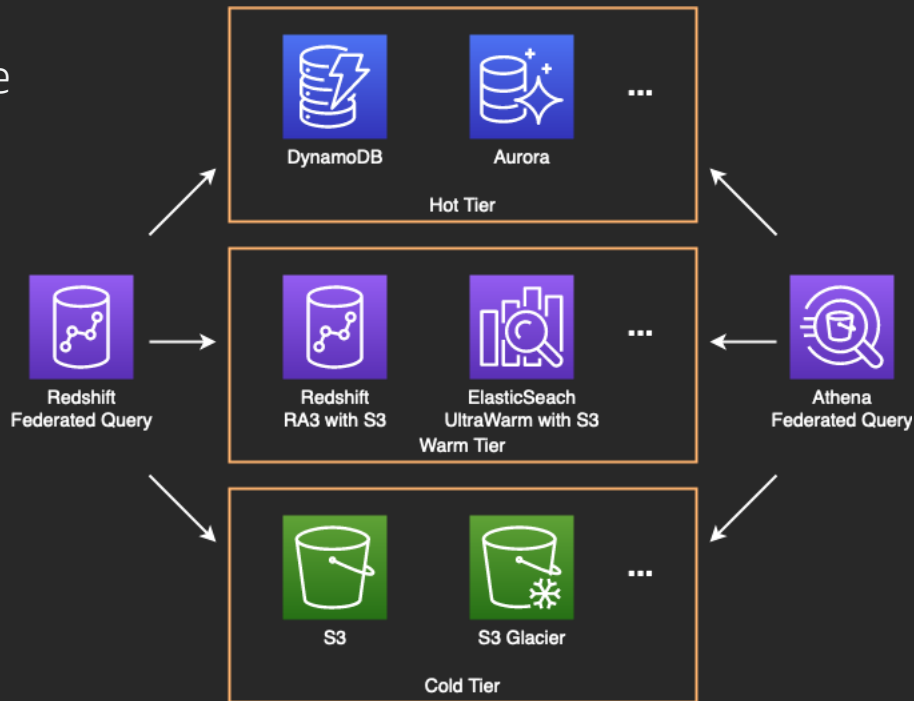 e
DynamoDB
Aurora
...
Hot Tier
Redshift
Federated Query
Redshift
RA3 with S3
ElasticSeach
UltraWarm with S3
...
Athena
Federated Query
Warm Tier
S3
S3 Glacier
...
Cold Tier